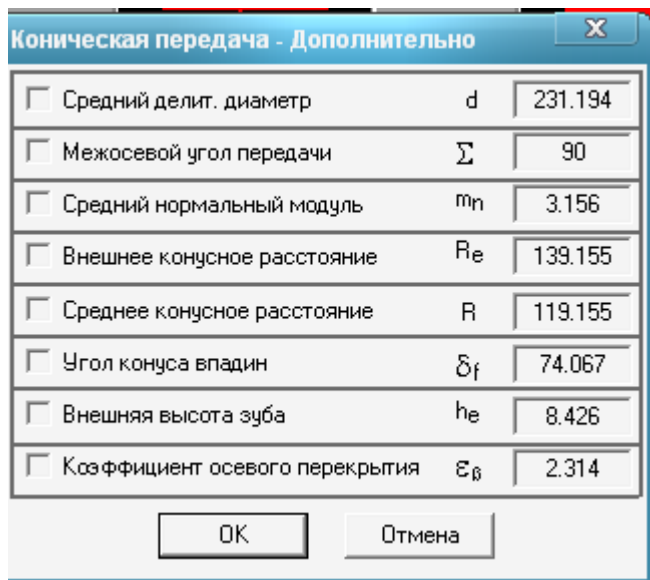 Коническая передача - Дополнительно
Средний делит. диаметр d 231.194
Межосевой угол передачи Σ 90
Средний нормальный модуль mn 3.156
Внешнее конусное расстояние Re 139.155
Среднее конусное расстояние R 119.155
Угол конуса впадин δf 74.067
Внешняя высота зуба he 8.426
Коэффициент осевого перекрытия εβ 2.314
OK Отмена